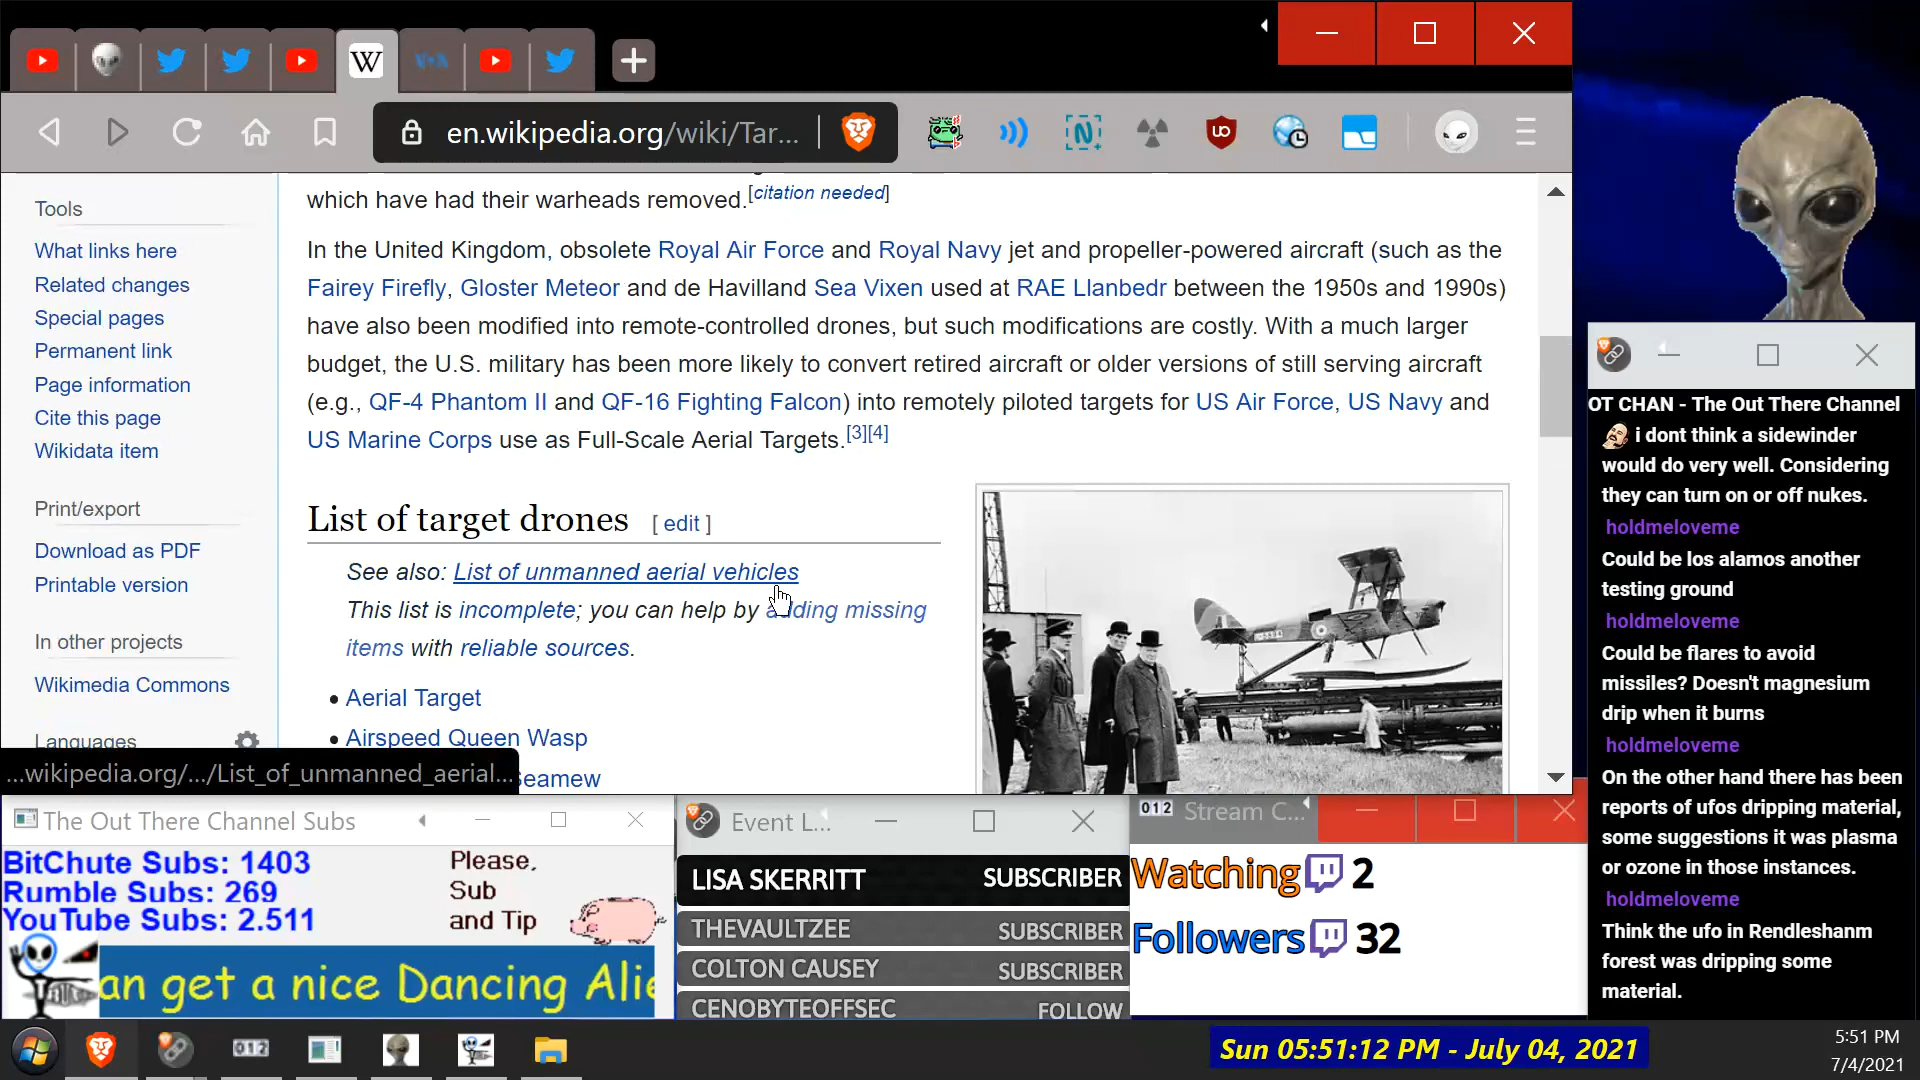 W
VOA
en.wikipedia.org/wiki/Tar...
N
Tools
What links here
Related changes
Special pages
Permanent link
Page information
Cite this page
Wikidata item
Print/export
Download as PDF
Printable version
In other projects
Wikimedia Commons
Languages
...wikipedia.org/.../List_of_unmanned_aerial...
which have had their warheads removed.[citation needed]
In the United Kingdom, obsolete Royal Air Force and Royal Navy jet and propeller-powered aircraft (such as the
Fairey Firefly, Gloster Meteor and de Havilland Sea Vixen used at RAE Llanbedr between the 1950s and 1990s)
have also been modified into remote-controlled drones, but such modifications are costly. With a much larger
budget, the U.S. military has been more likely to convert retired aircraft or older versions of still serving aircraft
(e.g., QF-4 Phantom II and QF-16 Fighting Falcon) into remotely piloted targets for US Air Force, US Navy and
US Marine Corps use as Full-Scale Aerial Targets.[3][4]
List of target drones [ edit ]
See also: List of unmanned aerial vehicles
This list is incomplete; you can help by adding missing
items with reliable sources.
Aerial Target
Airspeed Queen Wasp
eamew
OT CHAN - The Out There Channel
i dont think a sidewinder
would do very well. Considering
they can turn on or off nukes.
holdmeloveme
Could be los alamos another
testing ground
holdmeloveme
Could be flares to avoid
missiles? Doesn't magnesium
drip when it burns
holdmeloveme
On the other hand there has been
reports of ufos dripping material,
some suggestions it was plasma
or ozone in those instances.
holdmeloveme
Think the ufo in Rendleshanm
forest was dripping some
material.
The Out There Channel Subs
BitChute Subs: 1403
Rumble Subs: 269
YouTube Subs: 2.511
Please,
Sub
and Tip
an get a nice Dancing Alie
Event L...
LISA SKERRITT SUBSCRIBER
THEVAULTZEE SUBSCRIBER
COLTON CAUSEY SUBSCRIBER
CENOBYTEOFFSEC FOLLOW
012 Stream C...
Watching 2
Followers 32
012
Sun 05:51:12 PM - July 04, 2021
5:51 PM
7/4/2021